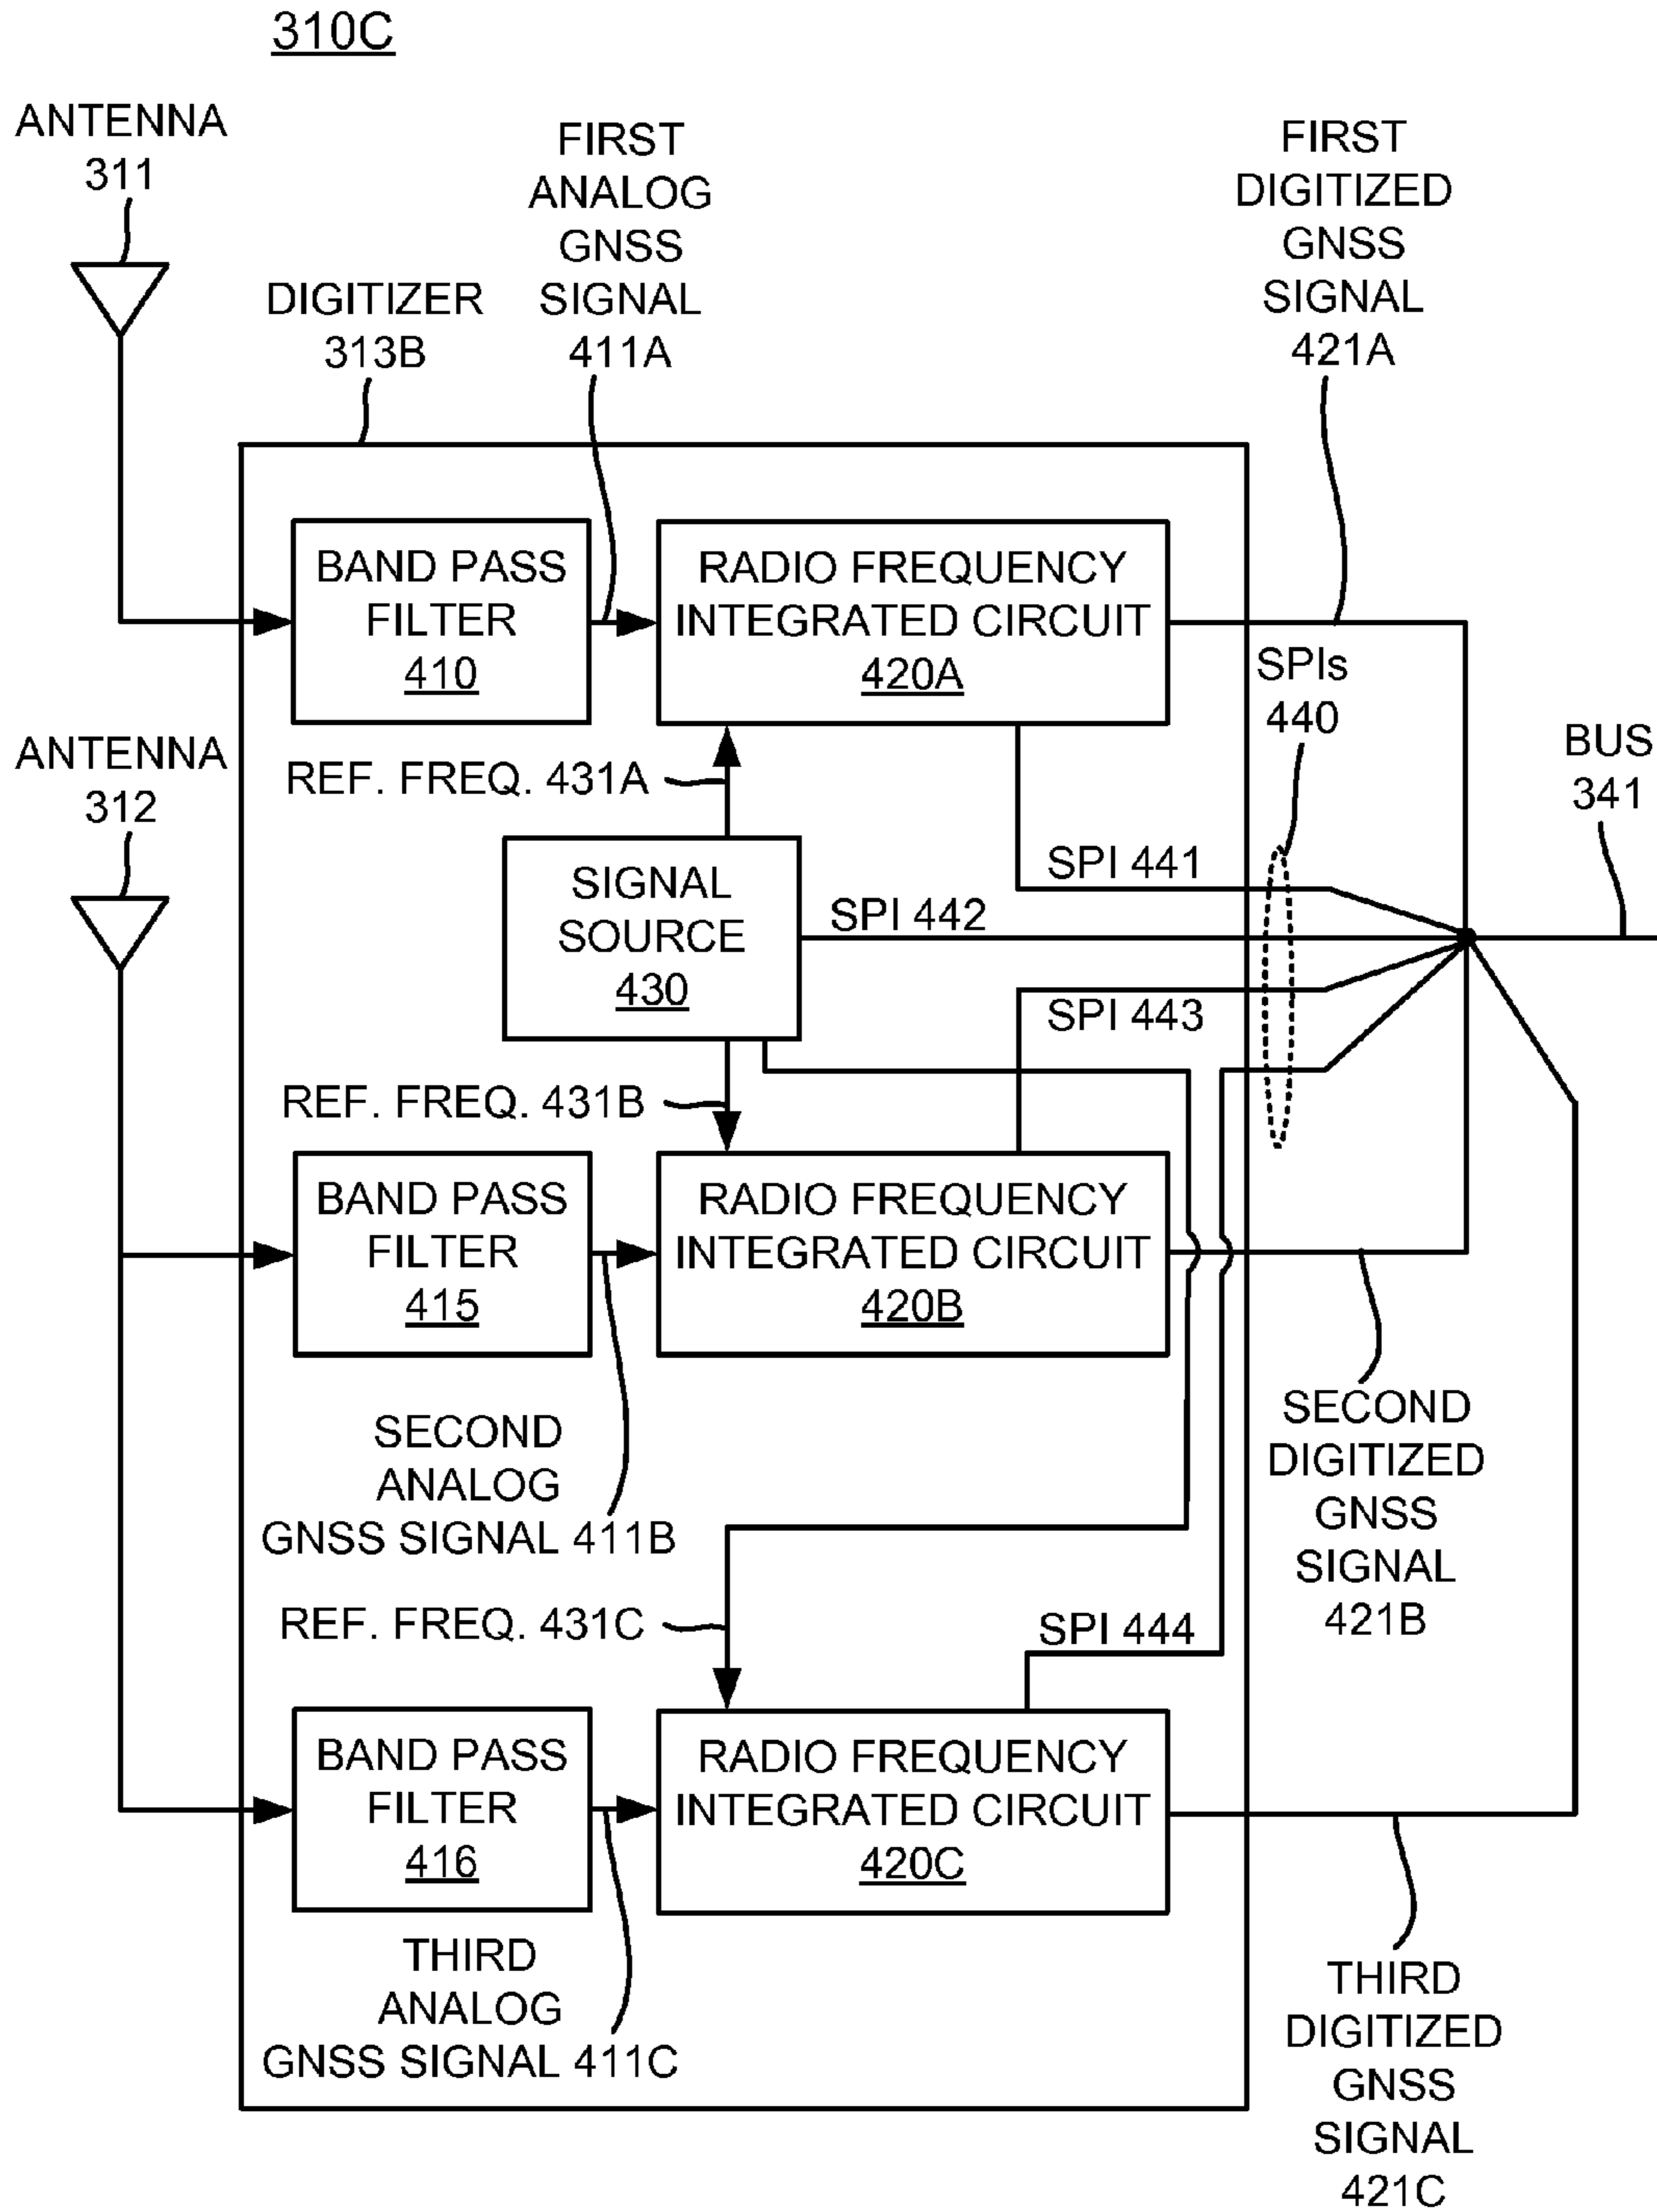 310C
ANTENNA
311
FIRST
ANALOG
GNSS
SIGNAL
411A
FIRST
DIGITIZED
GNSS
SIGNAL
421A
DIGITIZER
313B
BAND PASS
FILTER
410
RADIO FREQUENCY
INTEGRATED CIRCUIT
420A
SPIs
440
BUS
341
ANTENNA
312
REF. FREQ. 431A
SIGNAL
SOURCE
430
SPI 441
SPI 442
SPI 443
REF. FREQ. 431B
BAND PASS
FILTER
415
RADIO FREQUENCY
INTEGRATED CIRCUIT
420B
SECOND
ANALOG
GNSS SIGNAL 411B
SECOND
DIGITIZED
GNSS
SIGNAL
421B
REF. FREQ. 431C
SPI 444
BAND PASS
FILTER
416
RADIO FREQUENCY
INTEGRATED CIRCUIT
420C
THIRD
ANALOG
GNSS SIGNAL 411C
THIRD
DIGITIZED
GNSS
SIGNAL
421C